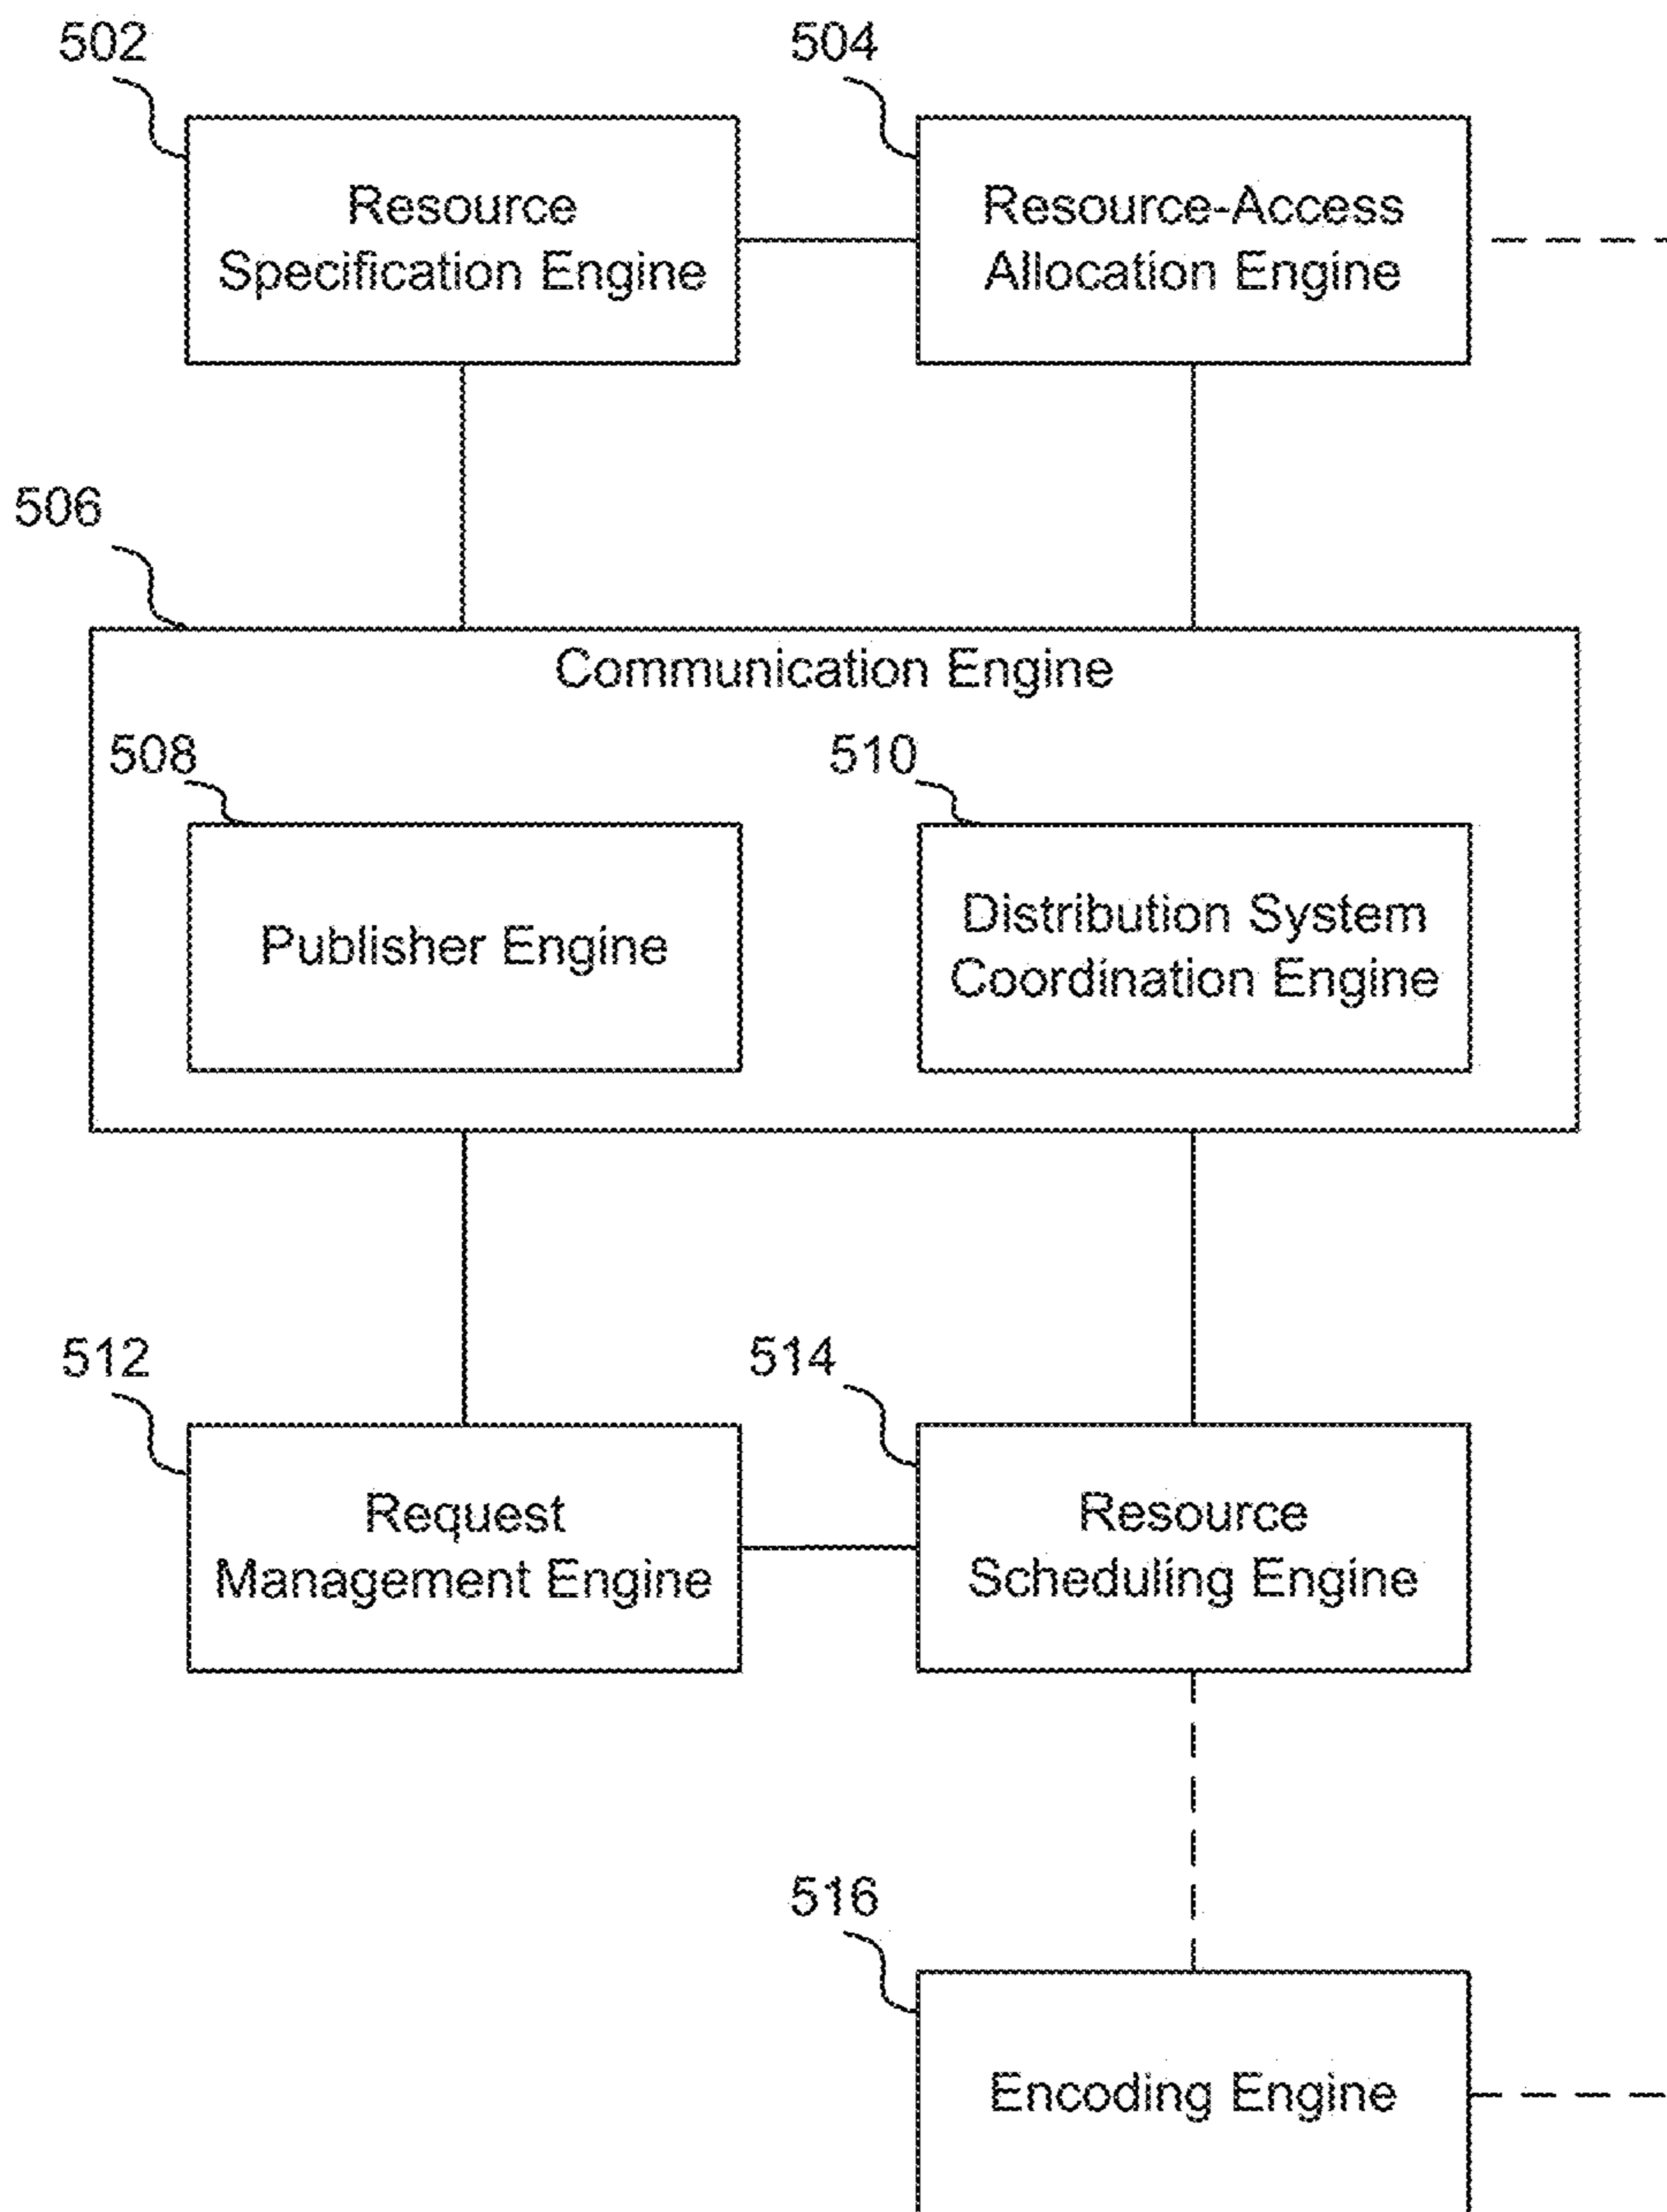 502
504
Resource
Specification Engine
Resource-Access
Allocation Engine
506
Communication Engine
508
510
Publisher Engine
Distribution System
Coordination Engine
512
514
Request
Management Engine
Resource
Scheduling Engine
516
Encoding Engine